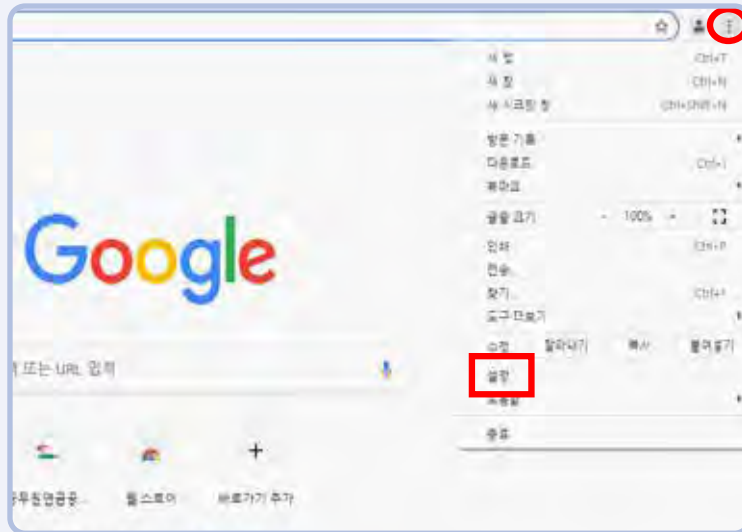 새 탭 Ctrl+T
새 창 Ctrl+N
새 시크릿 창 Ctrl+Shift+N
방문 기록
다운로드 Ctrl+J
북마크
글꼴 크기 - 100% +
인쇄 Ctrl+P
전송
찾기 Ctrl+F
도구 더보기
수정 잘라내기 복사 붙여넣기
설정
도움말
종료
Google
또는 URL 입력
웹 스토어
바로가기 추가